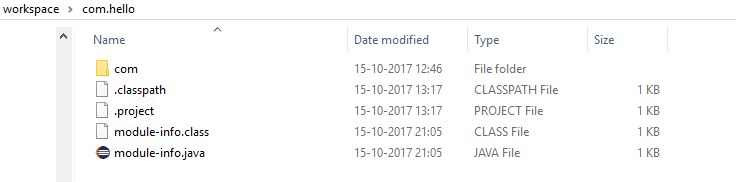 workspace > com.hello
Name Date modified Type Size
com 15-10-2017 12:46 File folder
.classpath 15-10-2017 13:17 CLASSPATH File 1 KB
.project 15-10-2017 13:17 PROJECT File 1 KB
module-info.class 15-10-2017 21:05 CLASS File 1 KB
module-info.java 15-10-2017 21:05 JAVA File 1 KB